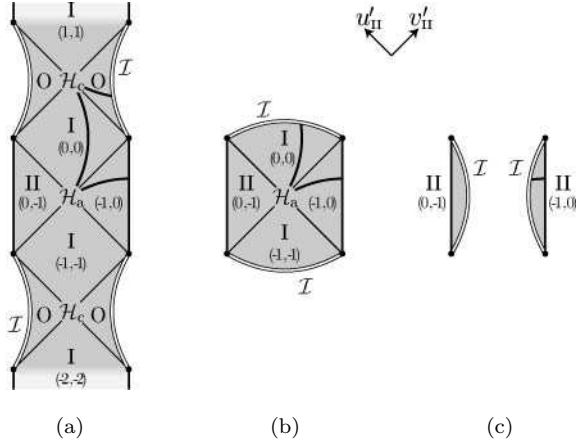 I
(1,1)
u'_II v'_II
O H_c O I
I
I
(0,0)
I
(0,0)
II
(0,-1)
H_a
(-1,0)
II
(0,-1)
H_a
(-1,0)
II
(0,-1)
I
I
II
(-1,0)
I
(-1,-1)
I
(-1,-1)
I
I
O H_c O
I
(-2,-2)
(a) (b) (c)